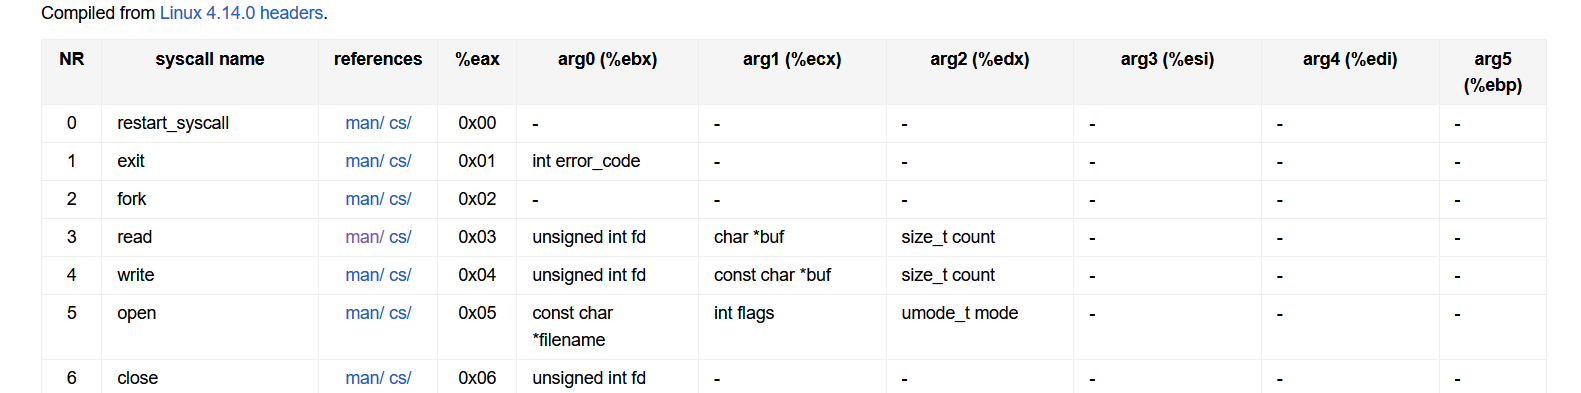 Compiled from Linux 4.14.0 headers.
NR syscall name references %eax arg0 (%ebx) arg1 (%ecx) arg2 (%edx) arg3 (%esi) arg4 (%edi) arg5 (%ebp)
0 restart_syscall man/ cs/ 0x00 - - - - - -
1 exit man/ cs/ 0x01 int error_code - - - - -
2 fork man/ cs/ 0x02 - - - - - -
3 read man/ cs/ 0x03 unsigned int fd char *buf size_t count - - -
4 write man/ cs/ 0x04 unsigned int fd const char *buf size_t count - - -
5 open man/ cs/ 0x05 const char *filename int flags umode_t mode - - -
6 close man/ cs/ 0x06 unsigned int fd - - - - -